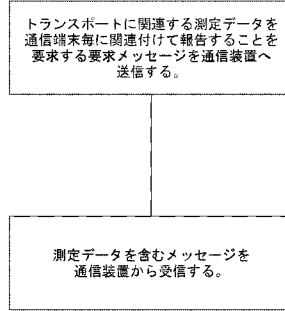 トランスポートに関連する測定データを
通信端末毎に関連付けて報告することを
要求する要求メッセージを通信装置へ
送信する。
測定データを含むメッセージを
通信装置から受信する。